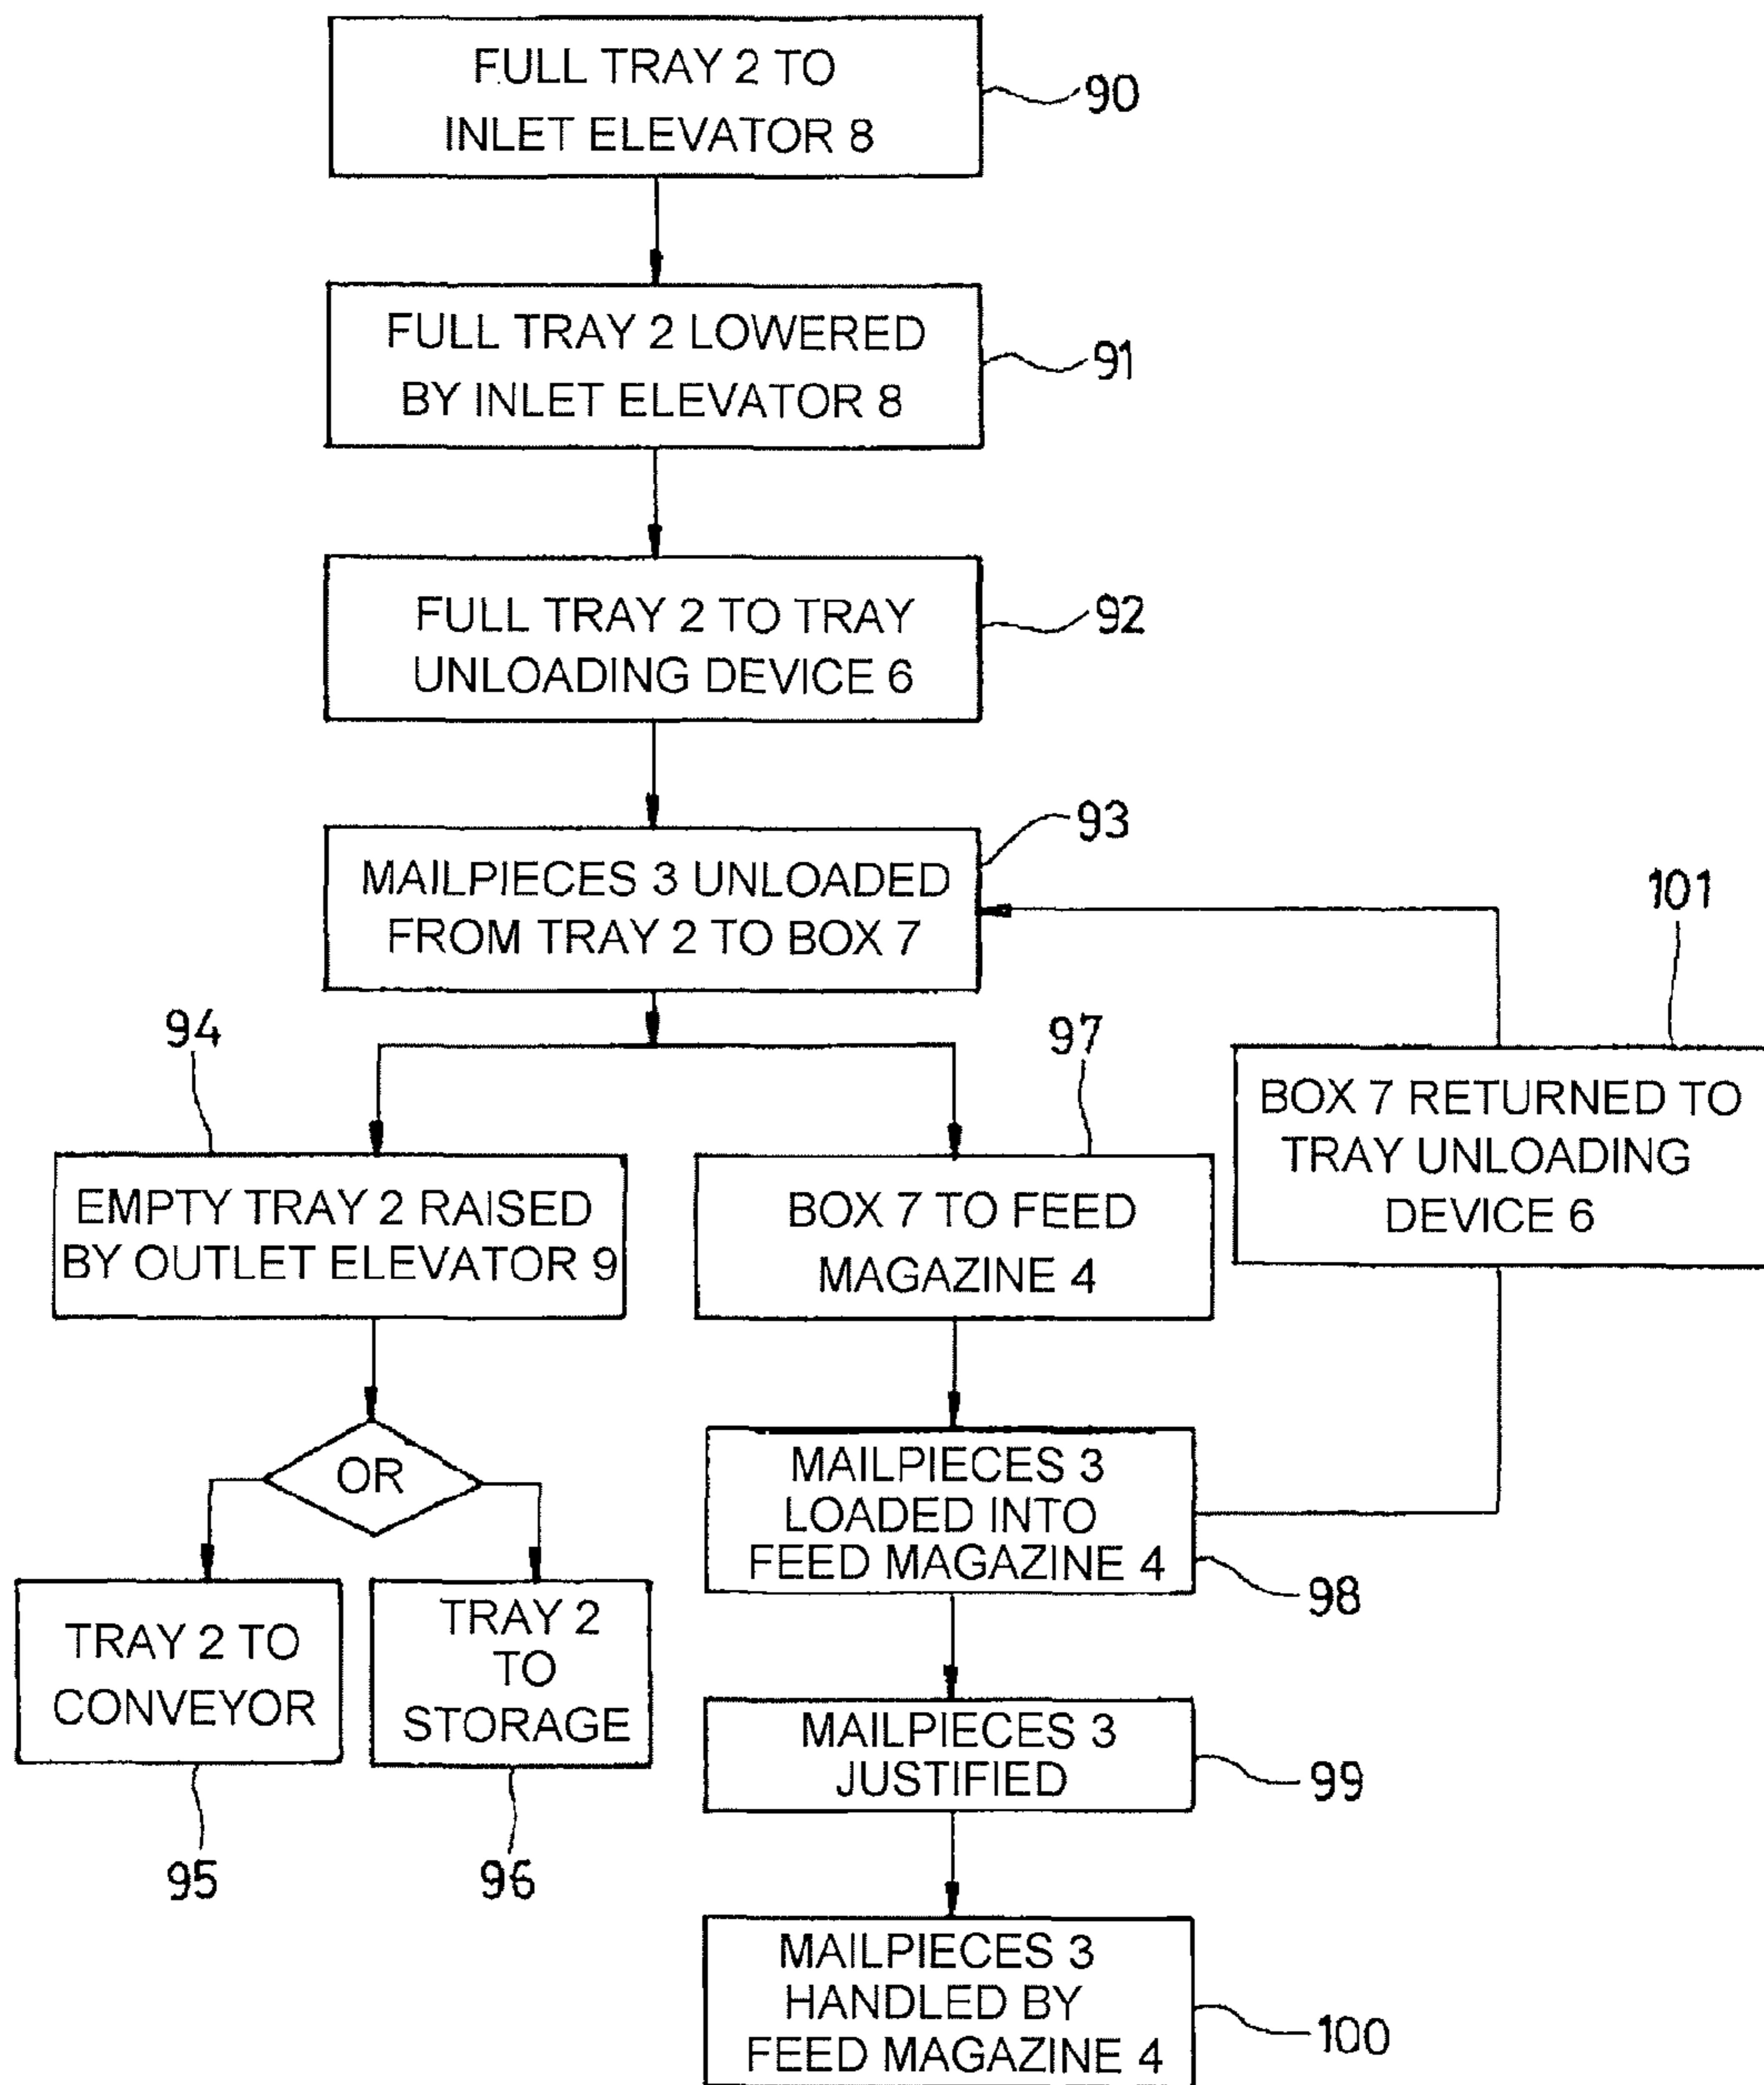 FULL TRAY 2 TO
INLET ELEVATOR 8
90
FULL TRAY 2 LOWERED
BY INLET ELEVATOR 8
91
FULL TRAY 2 TO TRAY
UNLOADING DEVICE 6
92
MAILPIECES 3 UNLOADED
FROM TRAY 2 TO BOX 7
93
101
BOX 7 RETURNED TO
TRAY UNLOADING
DEVICE 6
94
EMPTY TRAY 2 RAISED
BY OUTLET ELEVATOR 9
97
BOX 7 TO FEED
MAGAZINE 4
OR
TRAY 2 TO
CONVEYOR
95
TRAY 2
TO
STORAGE
96
MAILPIECES 3
LOADED INTO
FEED MAGAZINE 4
98
MAILPIECES 3
JUSTIFIED
99
MAILPIECES 3
HANDLED BY
FEED MAGAZINE 4
100